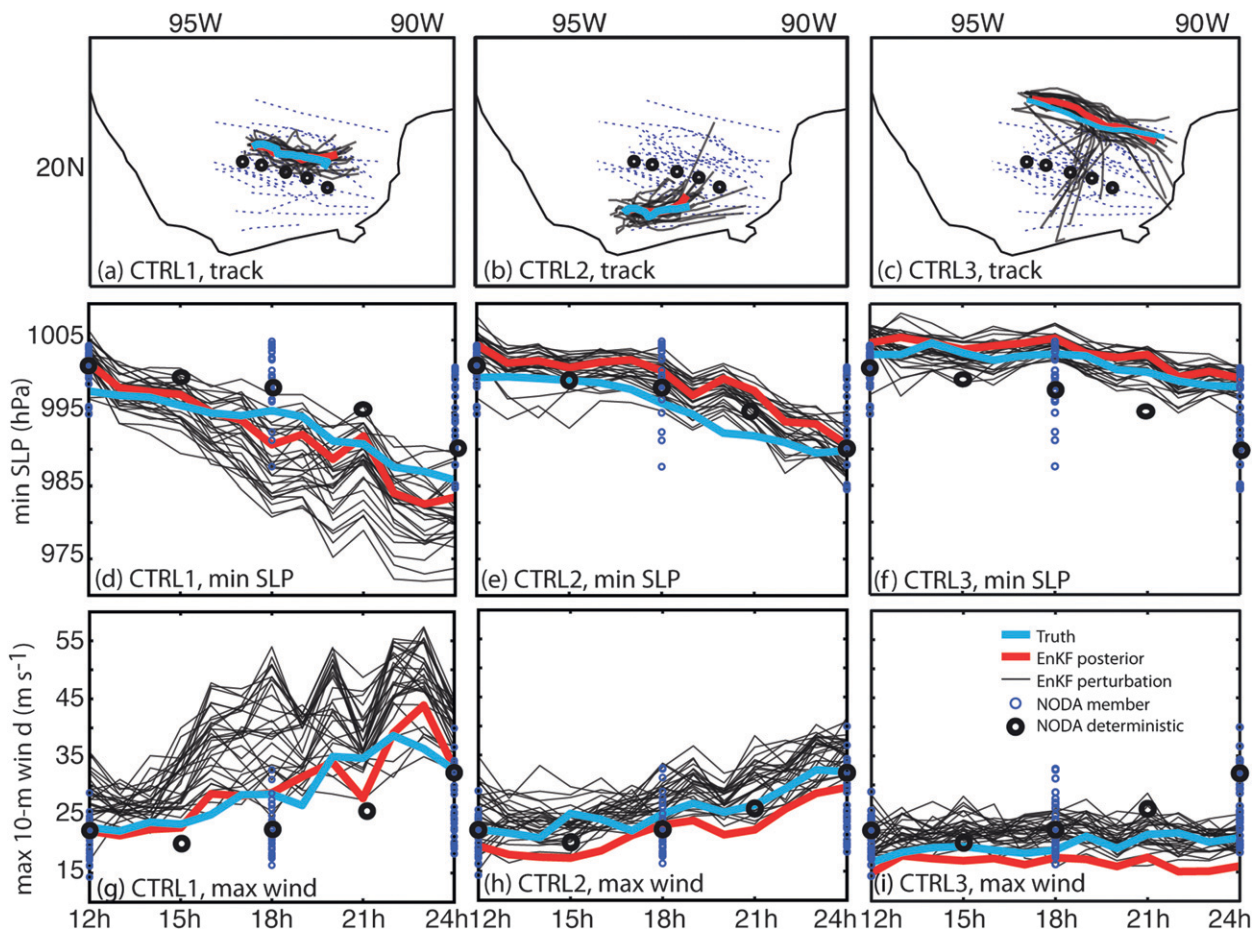 95W 90W 95W 90W 95W 90W
20N
(a) CTRL1, track (b) CTRL2, track (c) CTRL3, track
1005
995
985
975
min SLP (hPa)
(d) CTRL1, min SLP (e) CTRL2, min SLP (f) CTRL3, min SLP
55
45
35
25
15
max 10-m win d (m s⁻¹)
Truth
EnKF posterior
EnKF perturbation
NODA member
NODA deterministic
(g) CTRL1, max wind (h) CTRL2, max wind (i) CTRL3, max wind
12h 15h 18h 21h 24h 12h 15h 18h 21h 24h 12h 15h 18h 21h 24h